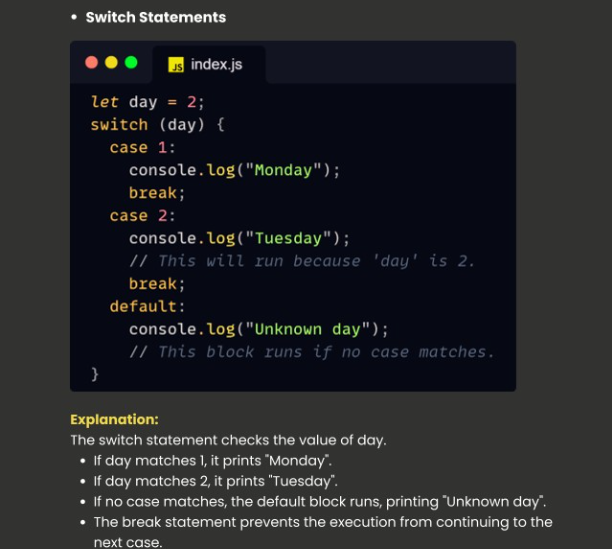 • Switch Statements
JS index.js
let day = 2;
switch (day) {
  case 1:
    console.log("Monday");
    break;
  case 2:
    console.log("Tuesday");
    // This will run because 'day' is 2.
    break;
  default:
    console.log("Unknown day");
    // This block runs if no case matches.
}
Explanation:
The switch statement checks the value of day.
• If day matches 1, it prints "Monday".
• If day matches 2, it prints "Tuesday".
• If no case matches, the default block runs, printing "Unknown day".
• The break statement prevents the execution from continuing to the
next case.